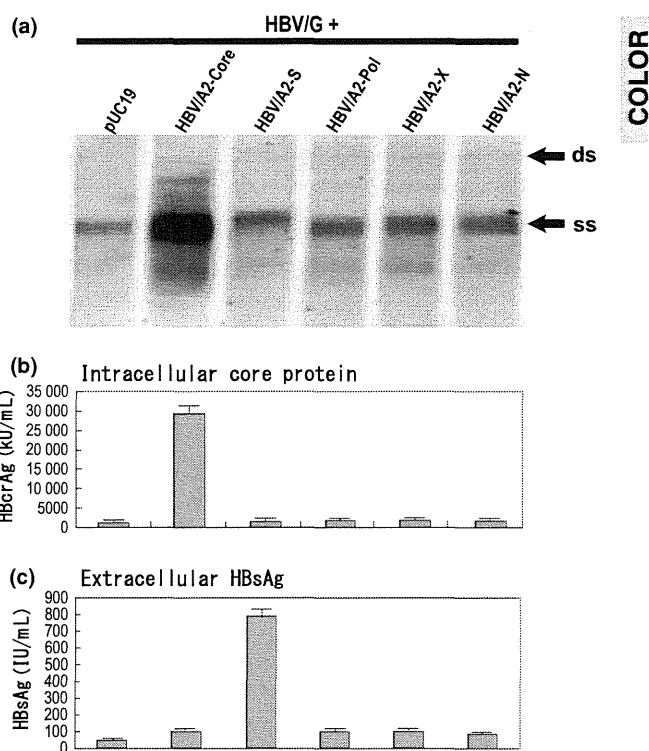 (a)
HBV/G +
COLOR
pUC19
HBV/A2-Core
HBV/A2-S
HBV/A2-Pol
HBV/A2-X
HBV/A2-N
ds
ss
(b)
Intracellular core protein
HBcrAg (kU/mL)
35 000
30 000
25 000
20 000
15 000
10 000
5000
0
(c)
Extracellular HBsAg
HBsAg (IU/mL)
900
800
700
600
500
400
300
200
100
0